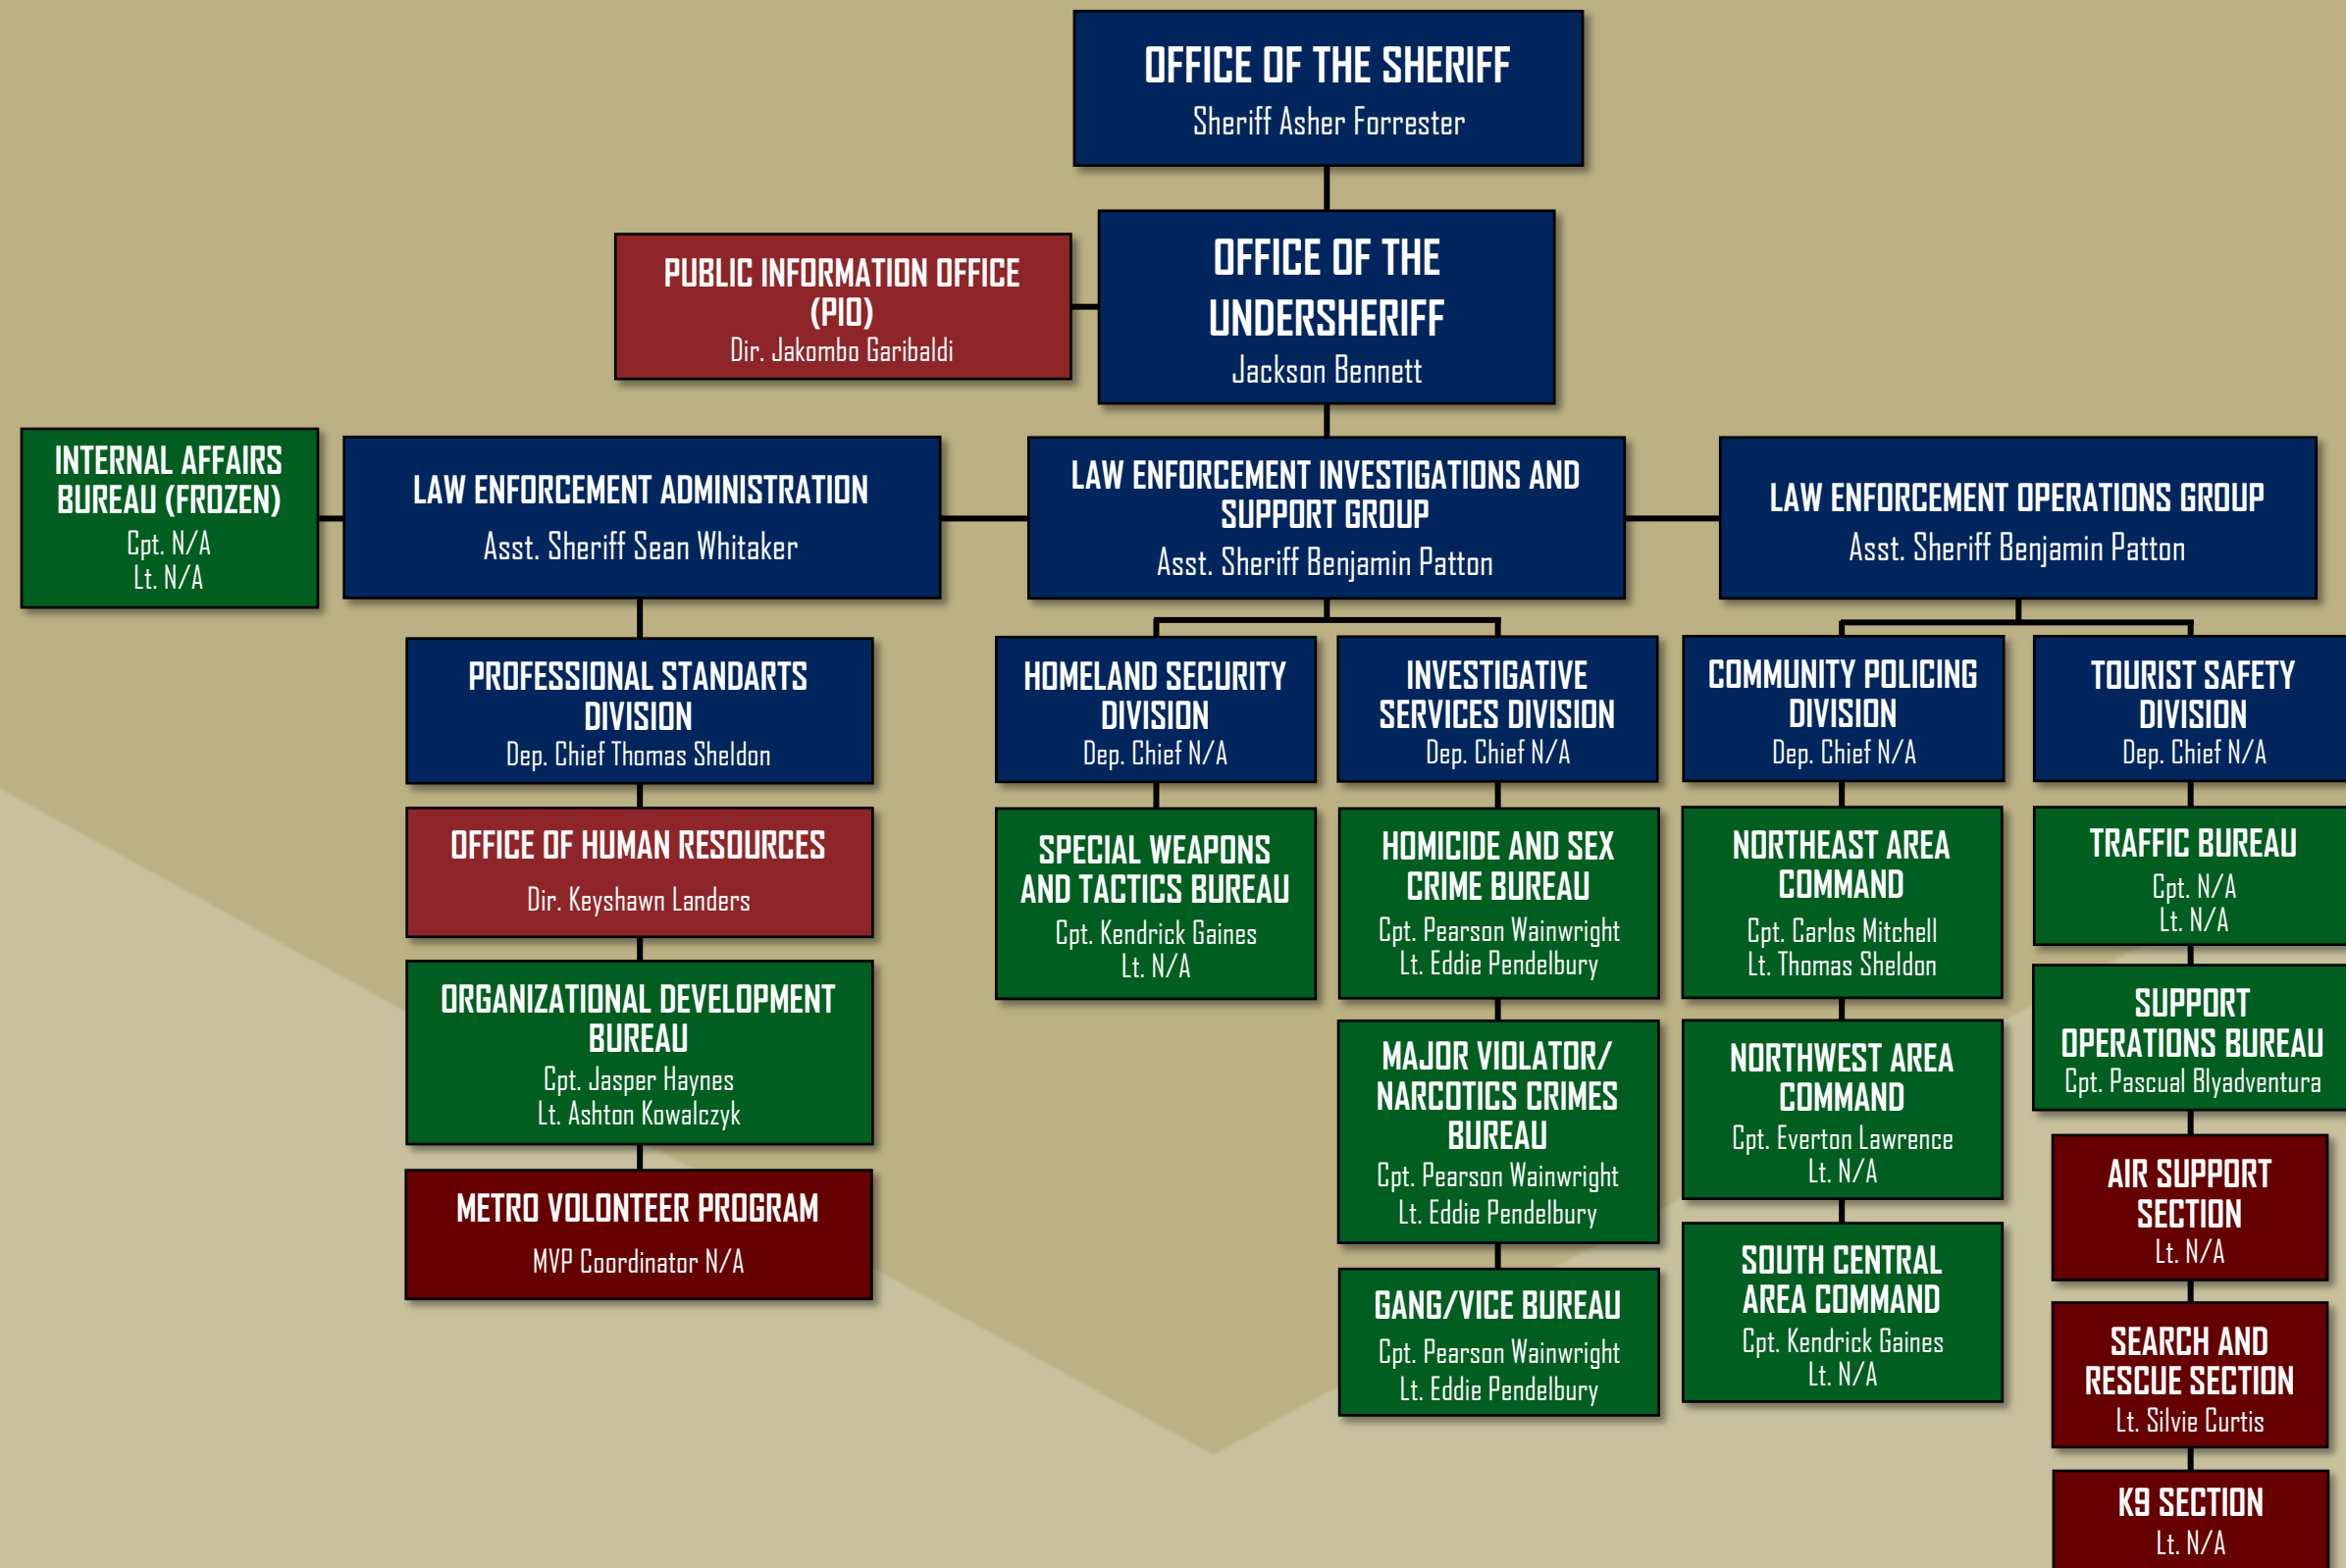 OFFICE OF THE SHERIFF
Sheriff Asher Forrester
PUBLIC INFORMATION OFFICE
(PIO)
Dir. Jakombo Garibaldi
OFFICE OF THE
UNDERSHERIFF
Jackson Bennett
INTERNAL AFFAIRS
BUREAU (FROZEN)
Cpt. N/A
Lt. N/A
LAW ENFORCEMENT ADMINISTRATION
Asst. Sheriff Sean Whitaker
LAW ENFORCEMENT INVESTIGATIONS AND
SUPPORT GROUP
Asst. Sheriff Benjamin Patton
LAW ENFORCEMENT OPERATIONS GROUP
Asst. Sheriff Benjamin Patton
PROFESSIONAL STANDARTS
DIVISION
Dep. Chief Thomas Sheldon
OFFICE OF HUMAN RESOURCES
Dir. Keyshawn Landers
ORGANIZATIONAL DEVELOPMENT
BUREAU
Cpt. Jasper Haynes
Lt. Ashton Kowalczyk
METRO VOLONTEER PROGRAM
MVP Coordinator N/A
HOMELAND SECURITY
DIVISION
Dep. Chief N/A
SPECIAL WEAPONS
AND TACTICS BUREAU
Cpt. Kendrick Gaines
Lt. N/A
INVESTIGATIVE
SERVICES DIVISION
Dep. Chief N/A
HOMICIDE AND SEX
CRIME BUREAU
Cpt. Pearson Wainwright
Lt. Eddie Pendelbury
MAJOR VIOLATOR/
NARCOTICS CRIMES
BUREAU
Cpt. Pearson Wainwright
Lt. Eddie Pendelbury
GANG/VICE BUREAU
Cpt. Pearson Wainwright
Lt. Eddie Pendelbury
COMMUNITY POLICING
DIVISION
Dep. Chief N/A
NORTHEAST AREA
COMMAND
Cpt. Carlos Mitchell
Lt. Thomas Sheldon
NORTHWEST AREA
COMMAND
Cpt. Everton Lawrence
Lt. N/A
SOUTH CENTRAL
AREA COMMAND
Cpt. Kendrick Gaines
Lt. N/A
TOURIST SAFETY
DIVISION
Dep. Chief N/A
TRAFFIC BUREAU
Cpt. N/A
Lt. N/A
SUPPORT
OPERATIONS BUREAU
Cpt. Pascual Blyadventura
AIR SUPPORT
SECTION
Lt. N/A
SEARCH AND
RESCUE SECTION
Lt. Silvie Curtis
K9 SECTION
Lt. N/A